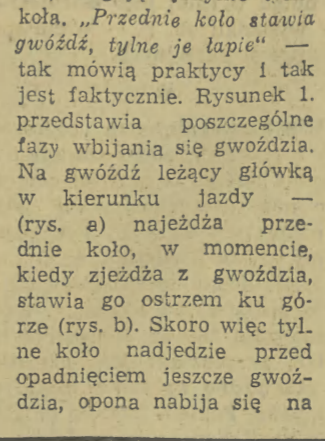 koła. „Przednie koło stawia
gwóźdź, tylne je łapie“ —
tak mówią praktycy i tak
jest faktycznie. Rysunek 1.
przedstawia poszczególne
fazy wbijania się gwoździa.
Na gwóźdź leżący główką
w kierunku jazdy —
(rys. a) najeżdża prze-
dnie koło, w momencie,
kiedy zjeżdża z gwoździa,
stawia go ostrzem ku gó-
rze (rys. b). Skoro więc tyl-
ne koło nadjedzie przed
opadnięciem jeszcze gwoź-
dzia, opona nabija się na